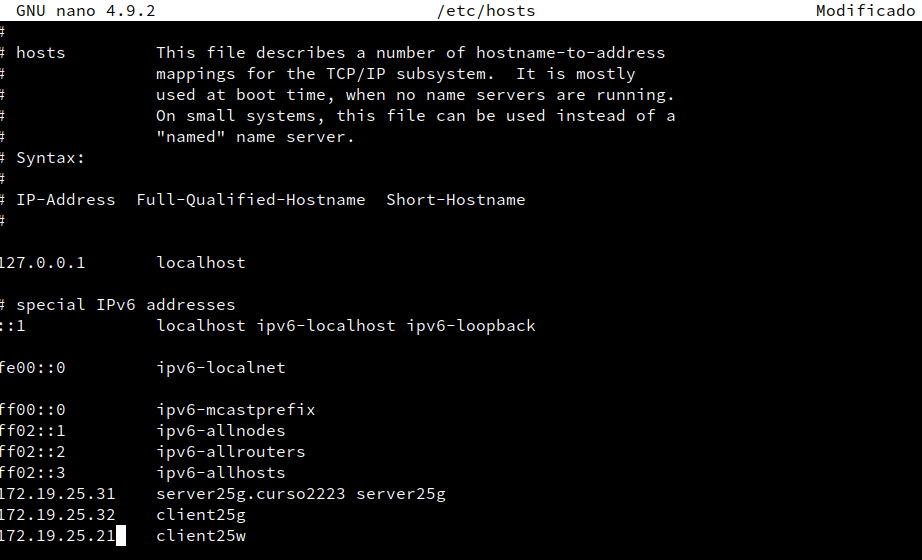 GNU nano 4.9.2 /etc/hosts Modificado
#
# hosts This file describes a number of hostname-to-address
# mappings for the TCP/IP subsystem. It is mostly
# used at boot time, when no name servers are running.
# On small systems, this file can be used instead of a
# "named" name server.
# Syntax:
#
# IP-Address Full-Qualified-Hostname Short-Hostname
#
127.0.0.1 localhost
# special IPv6 addresses
::1 localhost ipv6-localhost ipv6-loopback
fe00::0 ipv6-localnet
ff00::0 ipv6-mcastprefix
ff02::1 ipv6-allnodes
ff02::2 ipv6-allrouters
ff02::3 ipv6-allhosts
172.19.25.31 server25g.curso2223 server25g
172.19.25.32 client25g
172.19.25.21 client25w